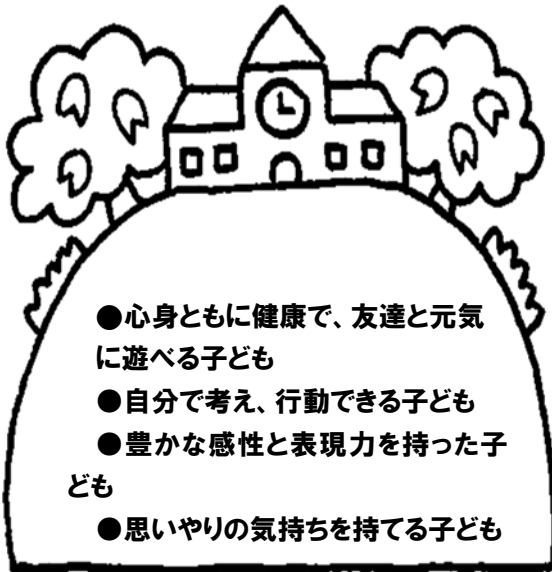 ●心身ともに健康で、友達と元気
に遊べる子ども
●自分で考え、行動できる子ども
●豊かな感性と表現力を持った子
ども
●思いやりの気持ちを持てる子ども